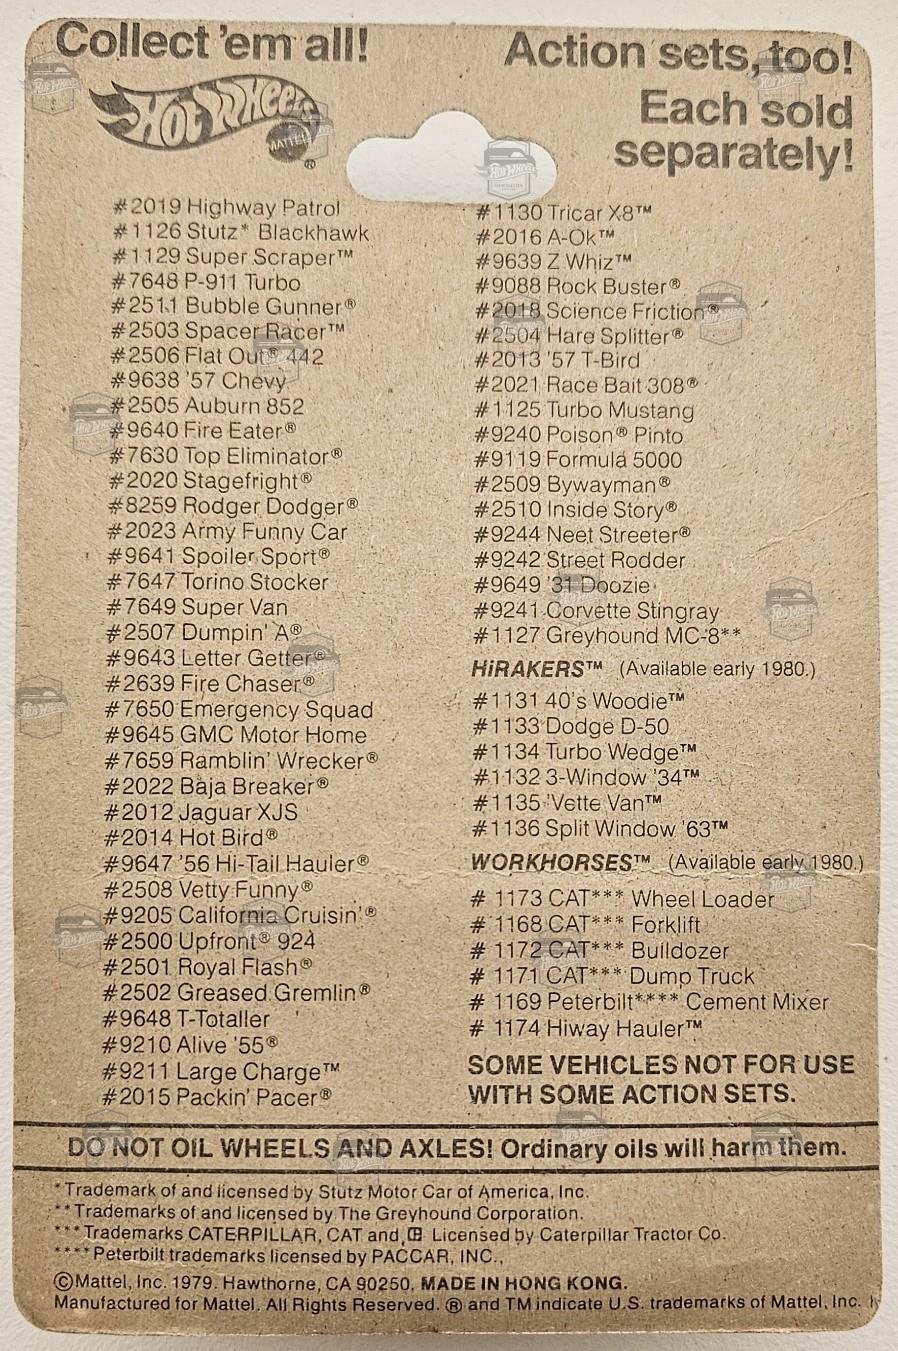 Collect 'em all!
Hot Wheels
MATTEL
®
Action sets, too!
Each sold
separately!
#2019 Highway Patrol
#1126 Stutz* Blackhawk
#1129 Super Scraper™
#7648 P-911 Turbo
#2511 Bubble Gunner®
#2503 Spacer Racer™
#2506 Flat Out® 442
#9638 '57 Chevy
#2505 Auburn 852
#9640 Fire Eater®
#7630 Top Eliminator®
#2020 Stagefright®
#8259 Rodger Dodger®
#2023 Army Funny Car
#9641 Spoiler Sport®
#7647 Torino Stocker
#7649 Super Van
#2507 Dumpin' A®
#9643 Letter Getter®
#2639 Fire Chaser®
#7650 Emergency Squad
#9645 GMC Motor Home
#7659 Ramblin' Wrecker®
#2022 Baja Breaker®
#2012 Jaguar XJS
#2014 Hot Bird®
#9647 '56 Hi-Tail Hauler®
#2508 Vetty Funny®
#9205 California Cruisin'®
#2500 Upfront® 924
#2501 Royal Flash®
#2502 Greased Gremlin®
#9648 T-Totaller
#9210 Alive '55®
#9211 Large Charge™
#2015 Packin' Pacer®
#1130 Tricar X8™
#2016 A-Ok™
#9639 Z Whiz™
#9088 Rock Buster®
#2018 Science Friction®
#2504 Hare Splitter®
#2013 '57 T-Bird
#2021 Race Bait 308®
#1125 Turbo Mustang
#9240 Poison® Pinto
#9119 Formula 5000
#2509 Bywayman®
#2510 Inside Story®
#9244 Neet Streeter®
#9242 Street Rodder
#9649 '31 Doozie
#9241 Corvette Stingray
#1127 Greyhound MC-8**
HiRAKERS™ (Available early 1980.)
#1131 40's Woodie™
#1133 Dodge D-50
#1134 Turbo Wedge™
#1132 3-Window '34™
#1135 'Vette Van™
#1136 Split Window '63™
WORKHORSES™ (Available early 1980.)
# 1173 CAT*** Wheel Loader
# 1168 CAT*** Forklift
# 1172 CAT*** Bulldozer
# 1171 CAT*** Dump Truck
# 1169 Peterbilt**** Cement Mixer
# 1174 Hiway Hauler™
SOME VEHICLES NOT FOR USE
WITH SOME ACTION SETS.
DO NOT OIL WHEELS AND AXLES! Ordinary oils will harm them.
*Trademark of and licensed by Stutz Motor Car of America, Inc.
**Trademarks of and licensed by The Greyhound Corporation.
***Trademarks CATERPILLAR, CAT and Licensed by Caterpillar Tractor Co.
****Peterbilt trademarks licensed by PACCAR, INC.,
©Mattel, Inc. 1979. Hawthorne, CA 90250. MADE IN HONG KONG.
Manufactured for Mattel. All Rights Reserved. ® and TM indicate U.S. trademarks of Mattel, Inc.